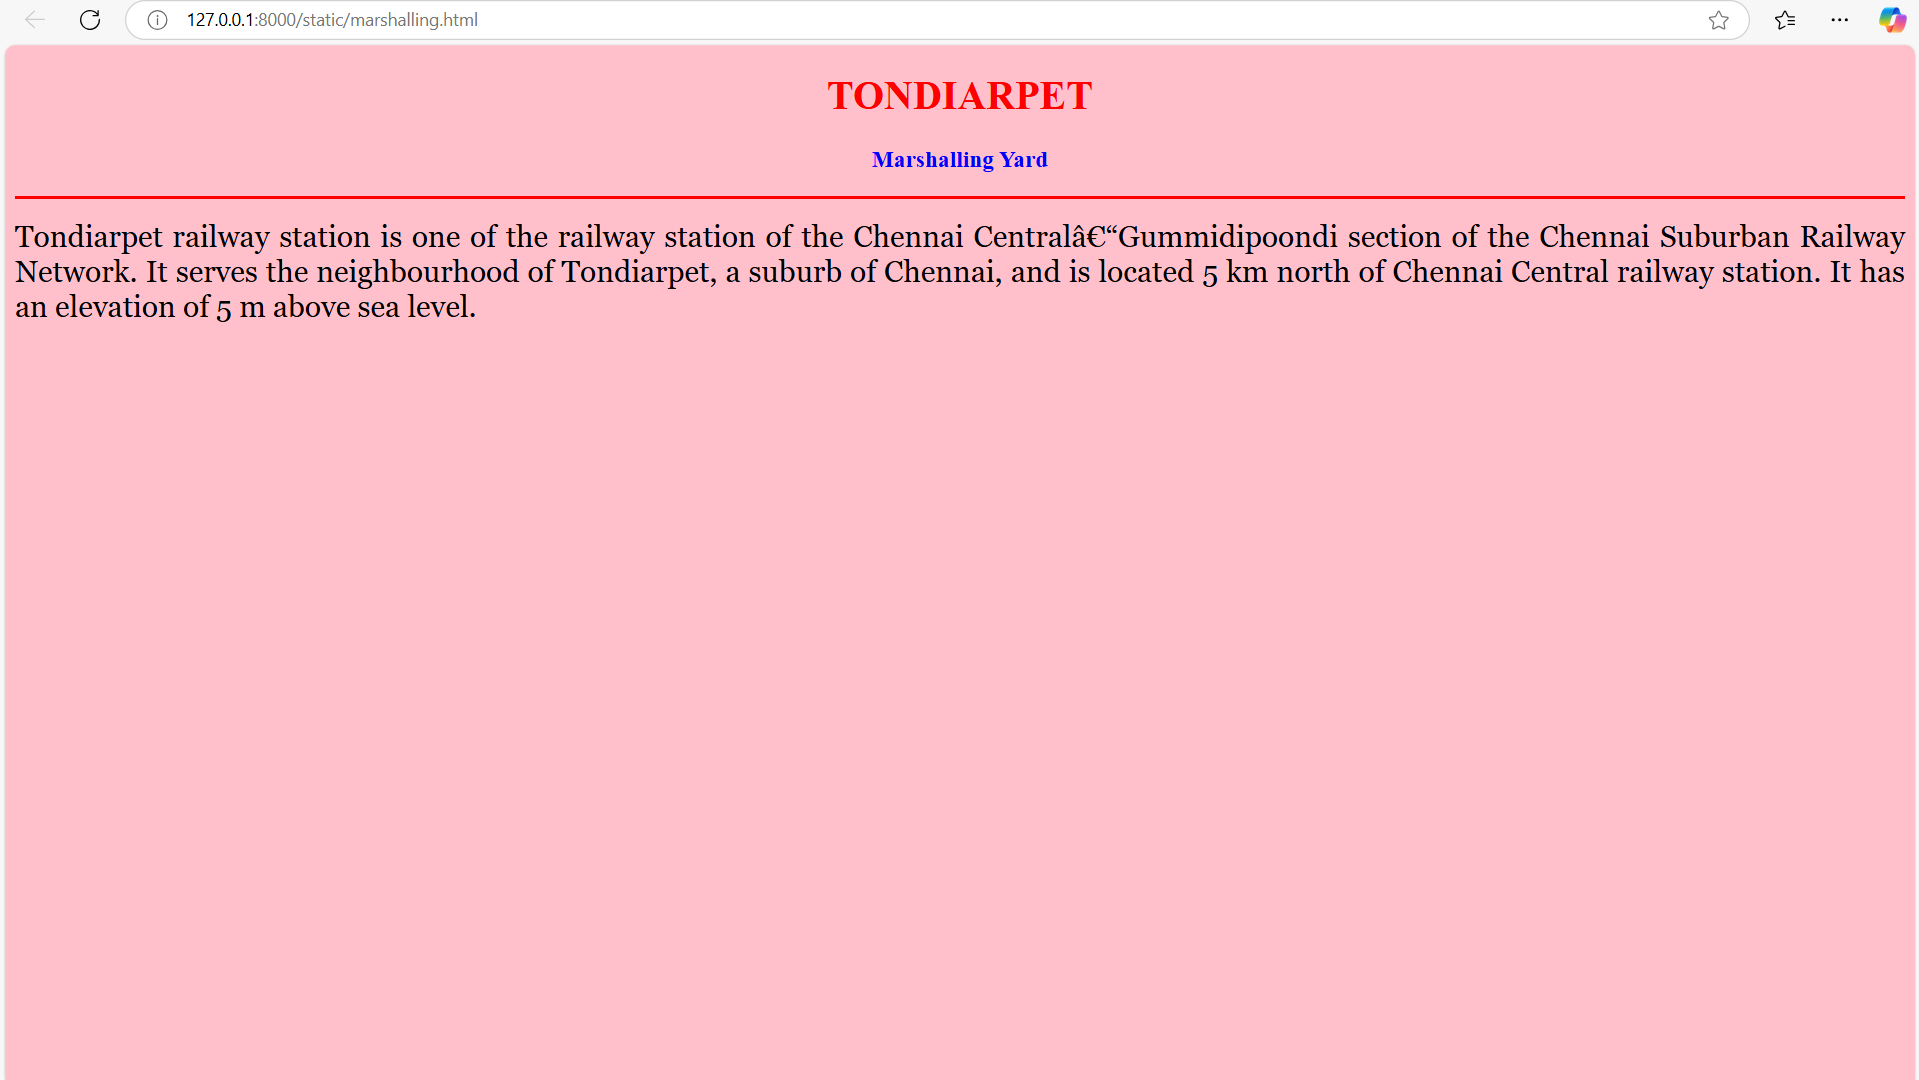 127.0.0.1:8000/static/marshalling.html
TONDIARPET
Marshalling Yard
Tondiarpet railway station is one of the railway station of the Chennai Centralâ€“Gummidipoondi section of the Chennai Suburban Railway
Network. It serves the neighbourhood of Tondiarpet, a suburb of Chennai, and is located 5 km north of Chennai Central railway station. It has
an elevation of 5 m above sea level.